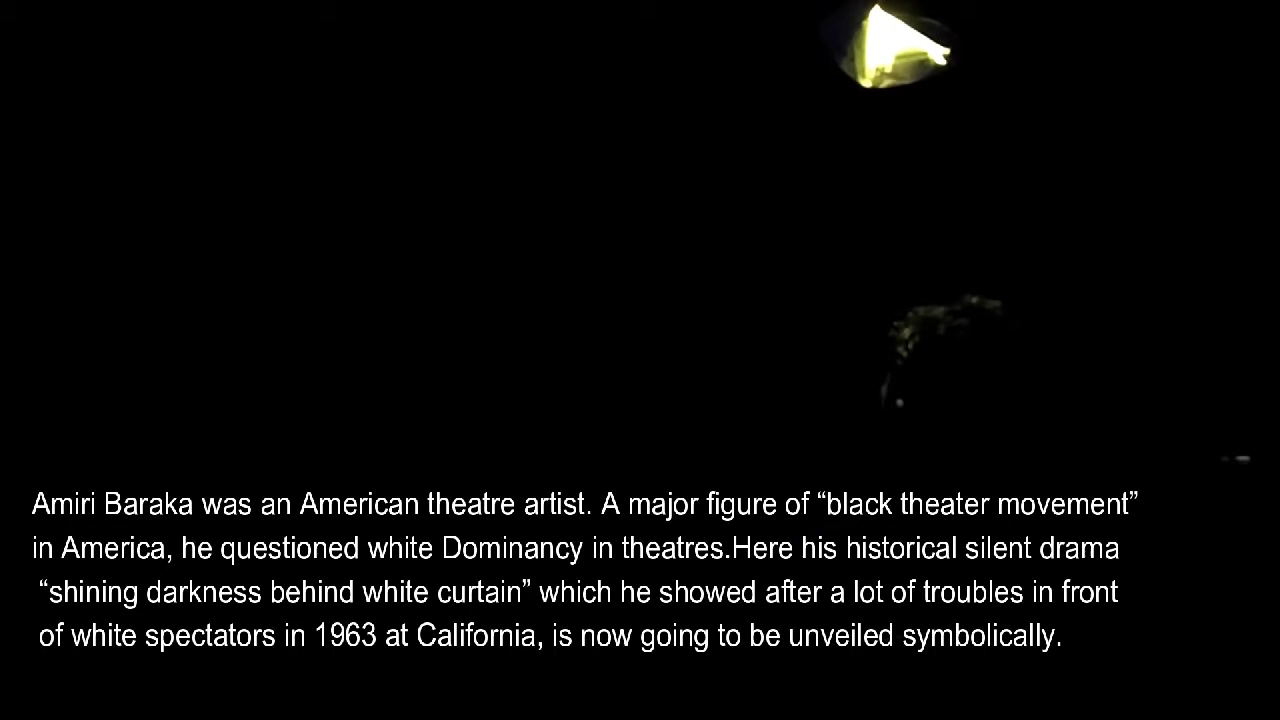 Amiri Baraka was an American theatre artist. A major figure of “black theater movement”
in America, he questioned white Dominancy in theatres.Here his historical silent drama
“shining darkness behind white curtain” which he showed after a lot of troubles in front
of white spectators in 1963 at California, is now going to be unveiled symbolically.